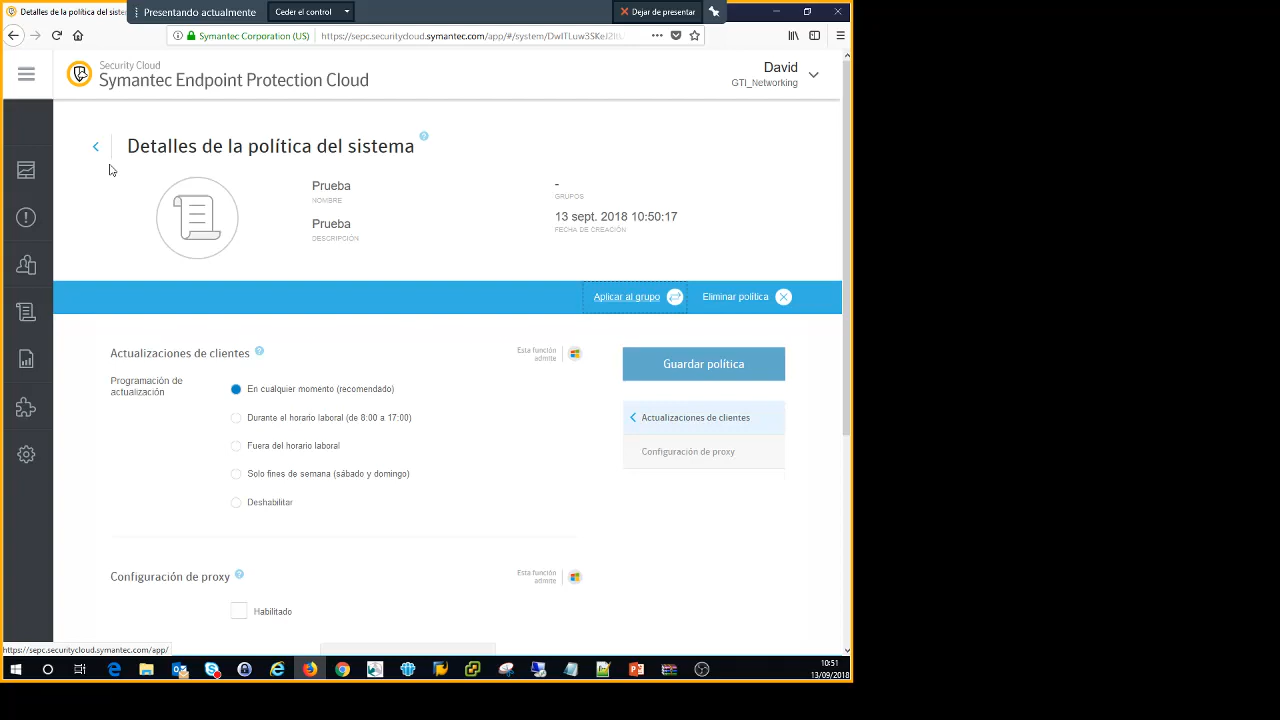 Detalles de la política del siste
Presentando actualmente
Ceder el control
Dejar de presentar
Symantec Corporation (US)
https://sepc.securitycloud.symantec.com/app/#/system/
Security Cloud
Symantec Endpoint Protection Cloud
David
GTI_Networking
Detalles de la política del sistema
Prueba
NOMBRE
Prueba
DESCRIPCIÓN
-
GRUPOS
13 sept. 2018 10:50:17
FECHA DE CREACIÓN
Aplicar al grupo
Eliminar política
Actualizaciones de clientes
Esta función
admite
Programación de
actualización
En cualquier momento (recomendado)
Durante el horario laboral (de 8:00 a 17:00)
Fuera del horario laboral
Solo fines de semana (sábado y domingo)
Deshabilitar
Guardar política
Actualizaciones de clientes
Configuración de proxy
Configuración de proxy
Esta función
admite
Habilitado
https://sepc.securitycloud.symantec.com/app/
10:51
13/09/2018